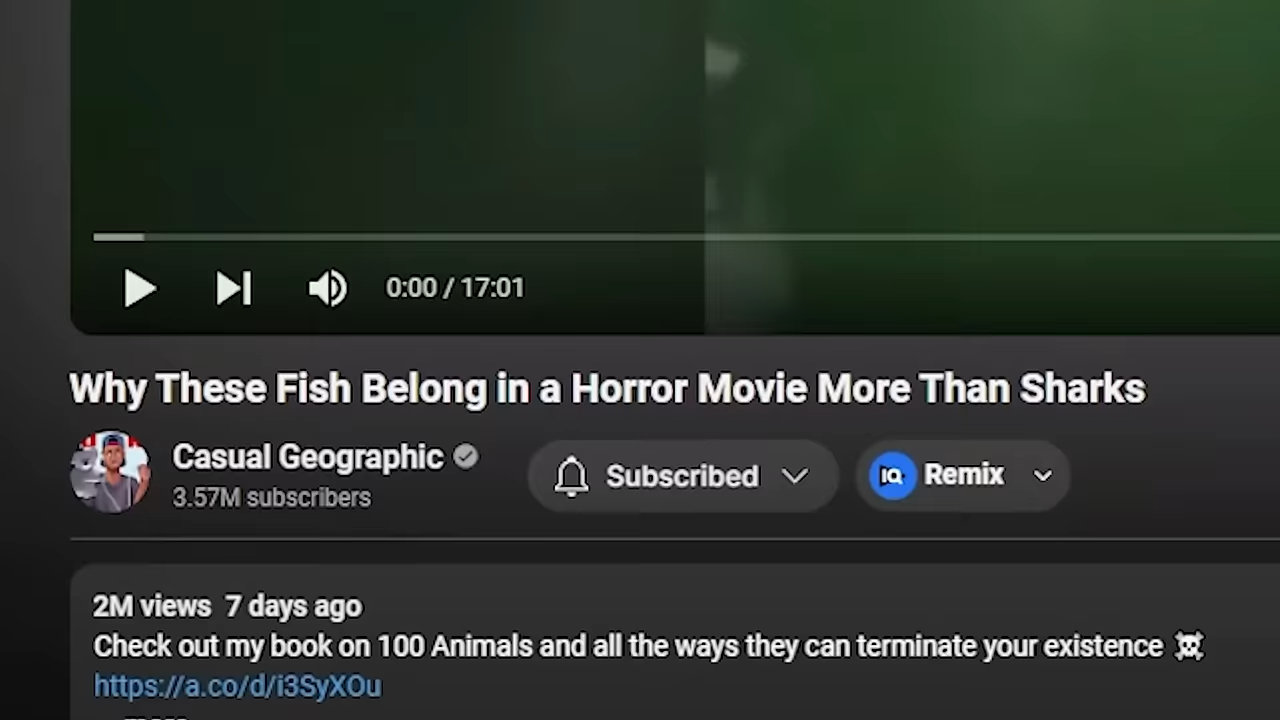 0:00 / 17:01
Why These Fish Belong in a Horror Movie More Than Sharks
Casual Geographic
3.57M subscribers
Subscribed
IQ Remix
2M views 7 days ago
Check out my book on 100 Animals and all the ways they can terminate your existence ☠️
https://a.co/d/i3SyXOu